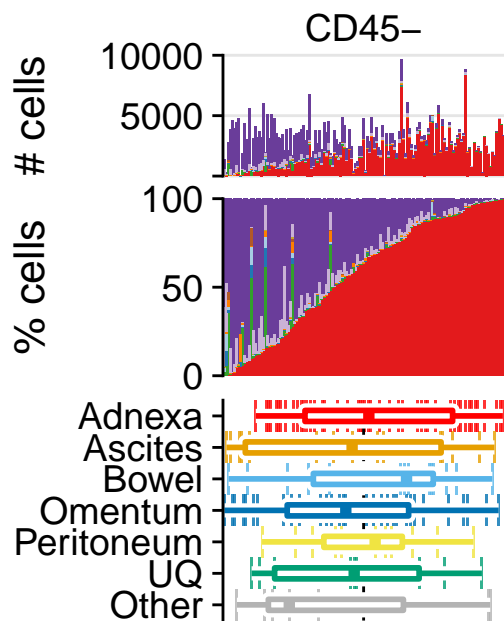 CD45−
# cells
10000
5000
% cells
100
50
0
Adnexa
Ascites
Bowel
Omentum
Peritoneum
UQ
Other